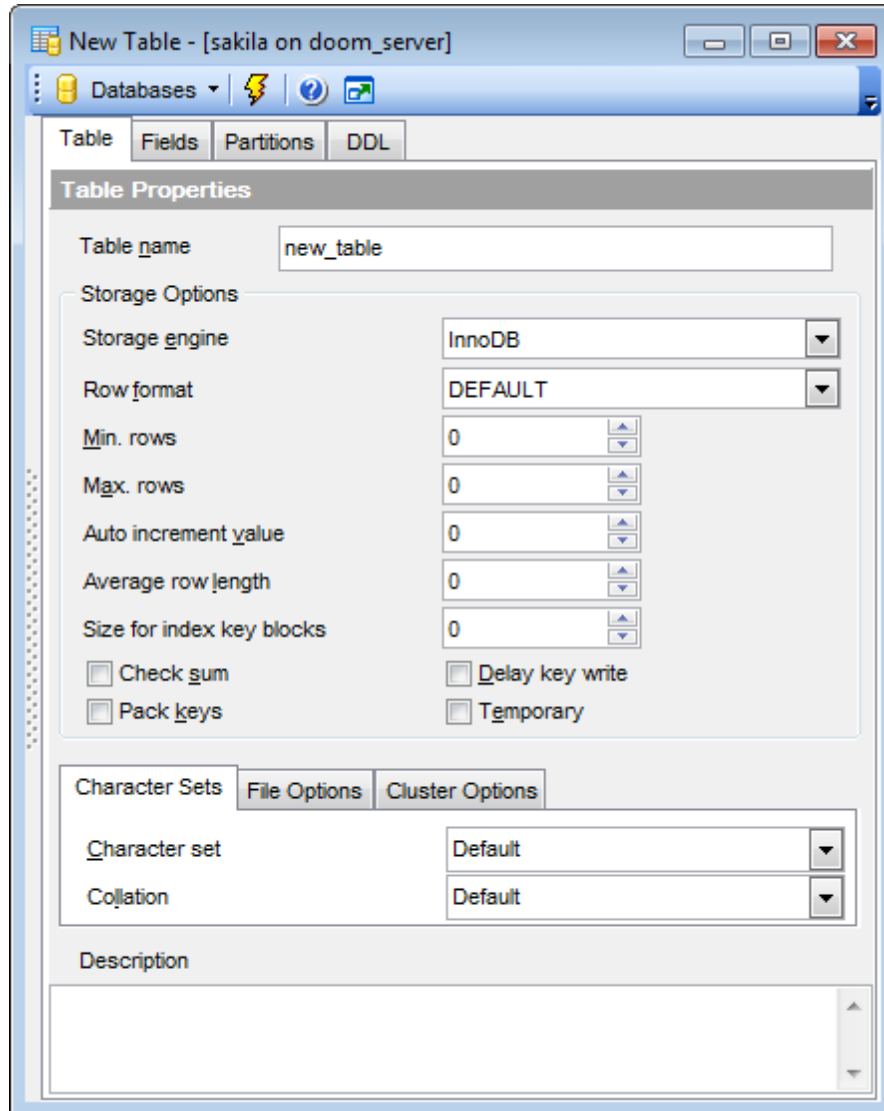 New Table - [sakila on doom_server]
Databases
Table Fields Partitions DDL
Table Properties
Table name new_table
Storage Options
Storage engine InnoDB
Row format DEFAULT
Min. rows 0
Max. rows 0
Auto increment value 0
Average row length 0
Size for index key blocks 0
Check sum Delay key write
Pack keys Temporary
Character Sets File Options Cluster Options
Character set Default
Collation Default
Description